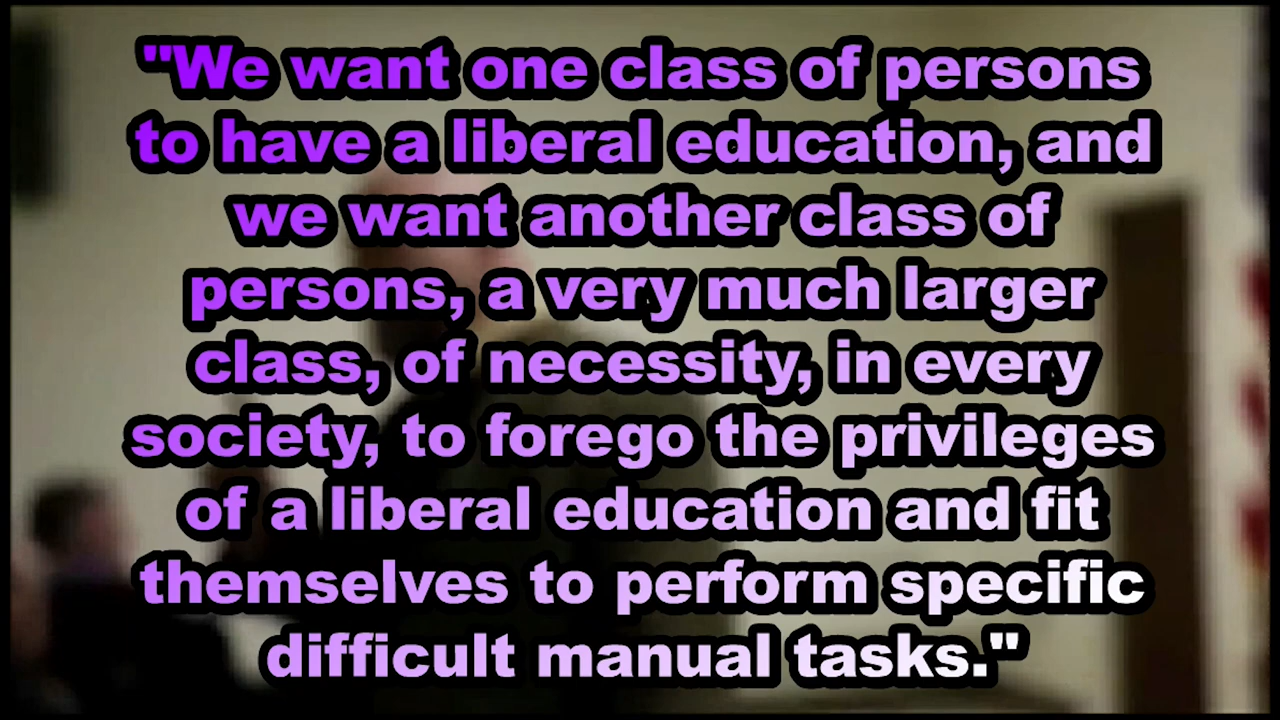 "We want one class of persons
to have a liberal education, and
we want another class of
persons, a very much larger
class, of necessity, in every
society, to forego the privileges
of a liberal education and fit
themselves to perform specific
difficult manual tasks."